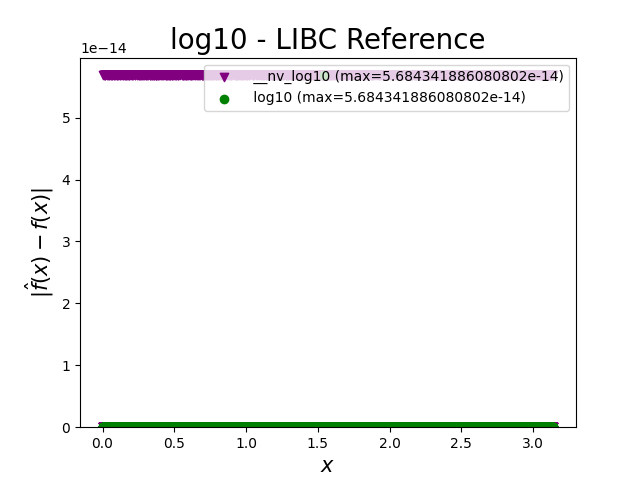 log10 - LIBC Reference
1e−14
__nv_log10 (max=5.684341886080802e-14)
log10 (max=5.684341886080802e-14)
5
4
3
2
1
0
|f̂(x) − f(x)|
0.0 0.5 1.0 1.5 2.0 2.5 3.0
x